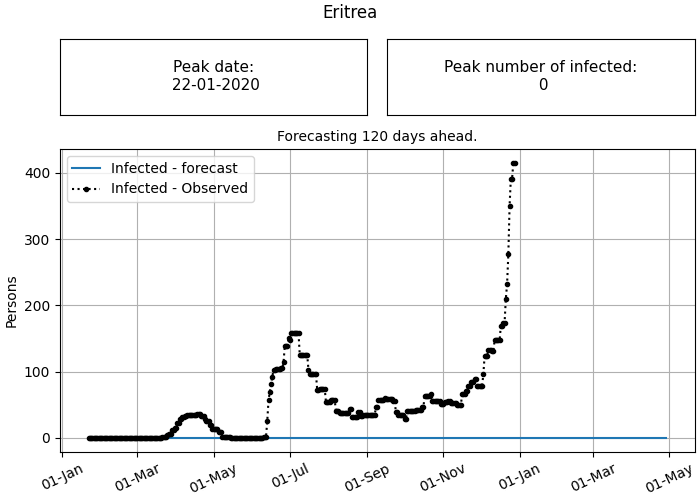 Eritrea
Peak date:
22-01-2020
Peak number of infected:
0
Forecasting 120 days ahead.
Infected - forecast
Infected - Observed
Persons
400
300
200
100
0
01-Jan
01-Mar
01-May
01-Jul
01-Sep
01-Nov
01-Jan
01-Mar
01-May